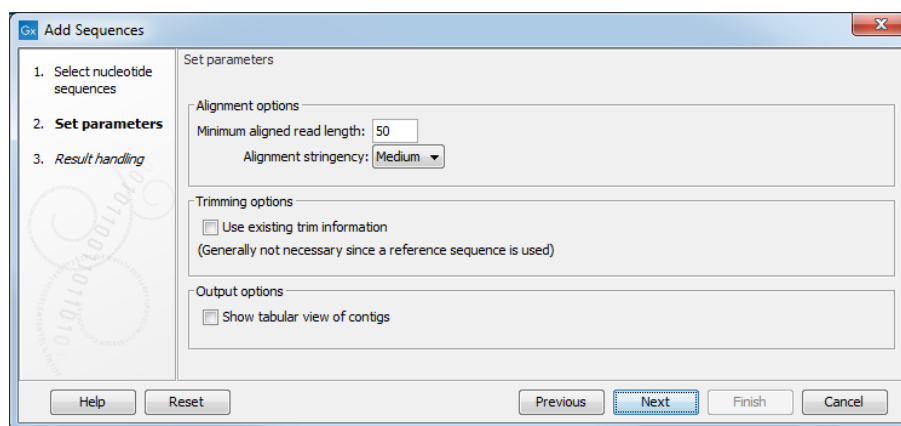 Gx Add Sequences
1. Select nucleotide
sequences
2. Set parameters
3. Result handling
Set parameters
Alignment options
Minimum aligned read length: 50
Alignment stringency: Medium
Trimming options
Use existing trim information
(Generally not necessary since a reference sequence is used)
Output options
Show tabular view of contigs
Help Reset Previous Next Finish Cancel